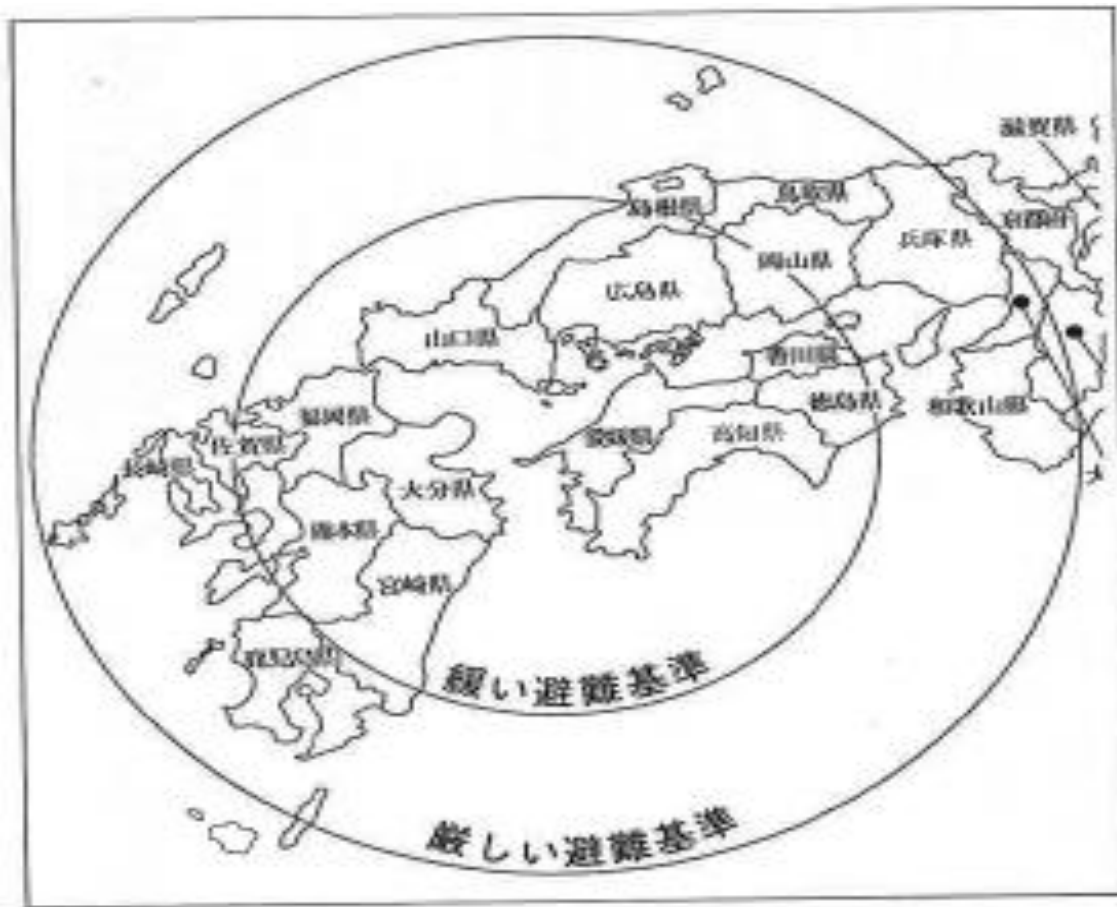 滋賀県
島根県
鳥取県
京都府
兵庫県
岡山県
広島県
山口県
香川県
徳島県
和歌山県
福岡県
佐賀県
愛媛県
高知県
長崎県
大分県
熊本県
宮崎県
鹿児島県
緩い避難基準
厳しい避難基準